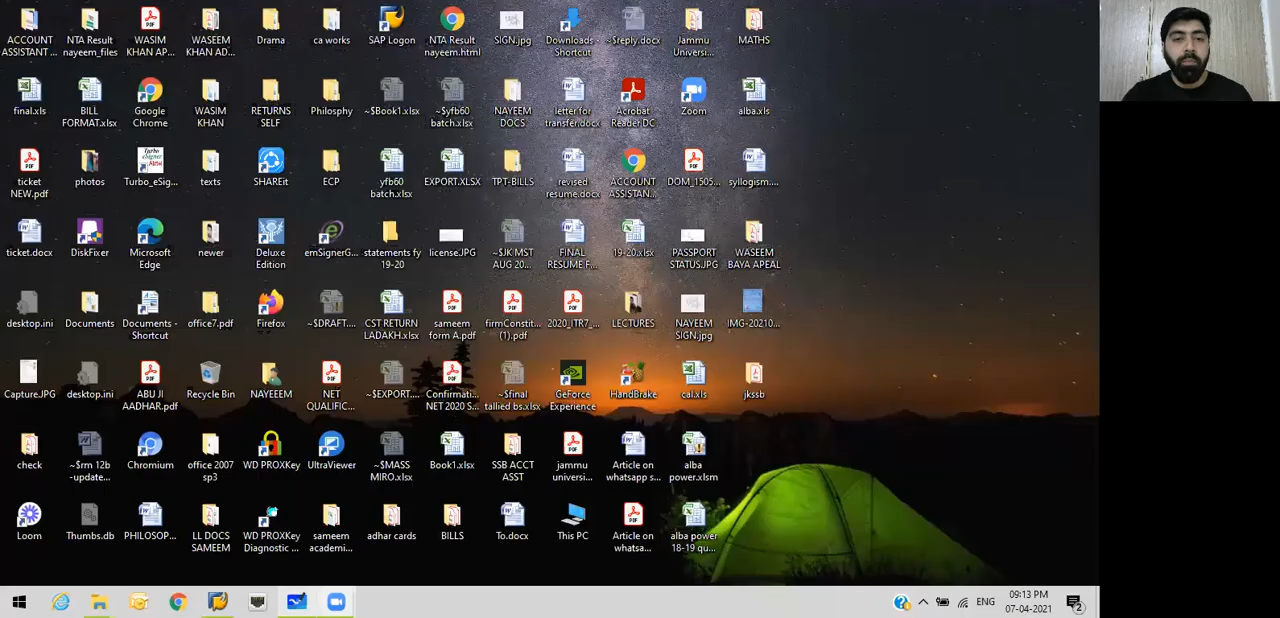 ACCOUNT
ASSISTANT ...
NTA Result
nayeem_files
WASIM
KHAN AP...
WASEEM
KHAN AD...
Drama
ca works
SAP Logon
NTA Result
nayeem.html
SIGN.jpg
Downloads -
Shortcut
~$reply.docx
Jammu
Universi...
MATHS
final.xls
BILL
FORMAT.xlsx
Google
Chrome
WASIM
KHAN
RETURNS
SELF
Philosphy
~$Book1.xlsx
~$yfb60
batch.xlsx
NAYEEM
DOCS
letter for
transfer.docx
Acrobat
Reader DC
Zoom
alba.xls
ticket
NEW.pdf
photos
Turbo_eSig...
texts
SHAREit
ECP
yfb60
batch.xlsx
EXPORT.XLSX
TPT-BILLS
revised
resume.docx
ACCOUNT
ASSISTAN...
DOM_1505...
syllogism....
ticket.docx
DiskFixer
Microsoft
Edge
newer
Deluxe
Edition
emSignerG...
statements fy
19-20
license.JPG
~$JK MST
AUG 20...
FINAL
RESUME F...
19-20.xlsx
PASSPORT
STATUS.JPG
WASEEM
BAYA APEAL
desktop.ini
Documents
Documents -
Shortcut
office7.pdf
Firefox
~$DRAFT....
CST RETURN
LADAKH.xlsx
sameem
form A.pdf
firmConstit...
(1).pdf
2020_ITR7_...
LECTURES
NAYEEM
SIGN.jpg
IMG-20210...
Capture.JPG
desktop.ini
ABU JI
AADHAR.pdf
Recycle Bin
NAYEEEM
NET
QUALIFIC...
~$EXPORT....
Confirmati...
NET 2020 S...
~$final
tallied bs.xlsx
GeForce
Experience
HandBrake
cal.xls
jkssb
check
~$rm 12b
-update...
Chromium
office 2007
sp3
WD PROXKey
UltraViewer
~$MASS
MIRO.xlsx
Book1.xlsx
SSB ACCT
ASST
jammu
universi...
Article on
whatsapp s...
alba
power.xlsm
Loom
Thumbs.db
PHILOSOP...
LL DOCS
SAMEEM
WD PROXKey
Diagnostic ...
sameem
academi...
adhar cards
BILLS
To.docx
This PC
Article on
whatsa...
alba power
18-19 qu...
ENG
09:13 PM
07-04-2021
2